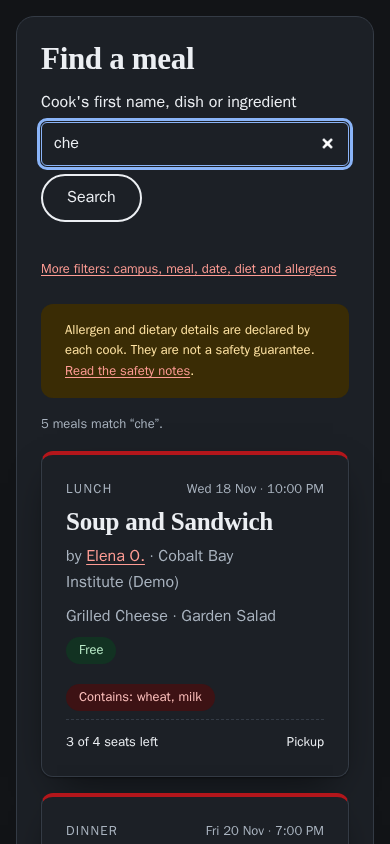 Find a meal
Cook's first name, dish or ingredient
che
Search
More filters: campus, meal, date, diet and allergens
Allergen and dietary details are declared by
each cook. They are not a safety guarantee.
Read the safety notes.
5 meals match “che”.
LUNCH Wed 18 Nov · 10:00 PM
Soup and Sandwich
by Elena O. · Cobalt Bay
Institute (Demo)
Grilled Cheese · Garden Salad
Free
Contains: wheat, milk
3 of 4 seats left Pickup
DINNER Fri 20 Nov · 7:00 PM